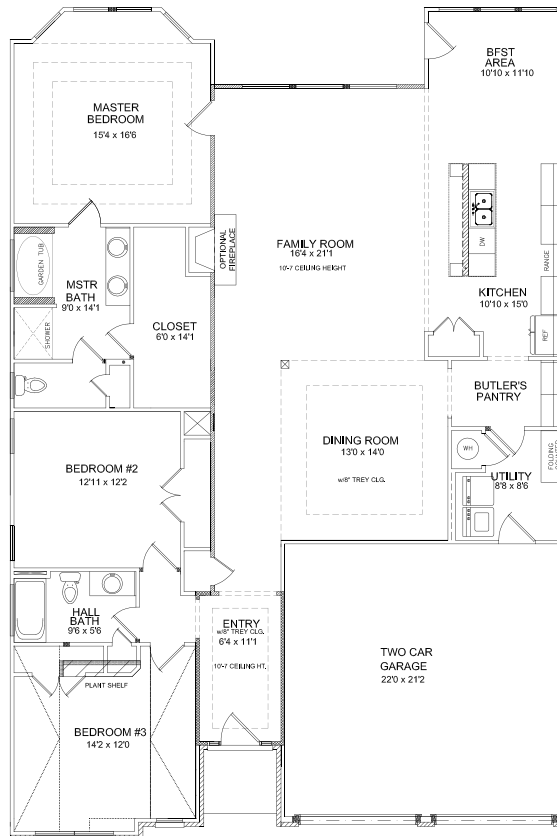 BFST
AREA
10'10 x 11'10
MASTER
BEDROOM
15'4 x 16'6
GARDEN TUB
MSTR
BATH
9'0 x 14'1
SHOWER
CLOSET
6'0 x 14'1
OPTIONAL
FIREPLACE
FAMILY ROOM
16'4 x 21'1
10'-7 CEILING HEIGHT
DW
RANGE
KITCHEN
10'10 x 15'0
REF
BUTLER'S
PANTRY
DINING ROOM
13'0 x 14'0
w/8" TREY CLG.
WH
FOLDING
UTILITY
8'8 x 8'6
BEDROOM #2
12'11 x 12'2
HALL
BATH
9'6 x 5'6
ENTRY
w/8" TREY CLG.
6'4 x 11'1
10'-7 CEILING HT.
TWO CAR
GARAGE
22'0 x 21'2
PLANT SHELF
BEDROOM #3
14'2 x 12'0